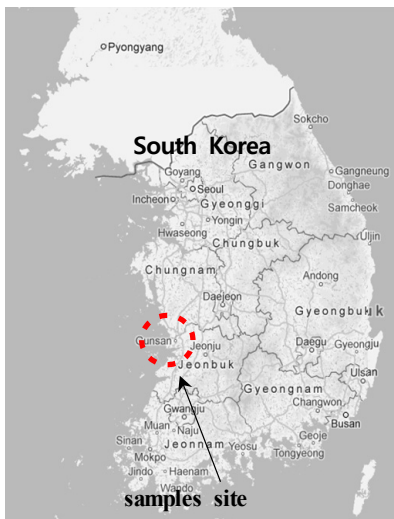 Pyongyang
Sokcho
South Korea
Gangwon
Goyang
Gangneung
Seoul
Donghae
Incheon
Gyeonggi
Samcheok
Yongin
Hwaseong
Uljin
Chungbuk
Chungnam
Andong
Daejeon
Gyeongbuk
Gunsan
Jeonju
Daegu
Gyeongju
Jeonbuk
Ulsan
Gyeongnam
Changwon
Gwangju
Busan
Muan
Naju
Geoje
Sinan
Jeonnam
Yeosu
Tongyeong
Mokpo
Jindo
Haenam
Wando
samples site